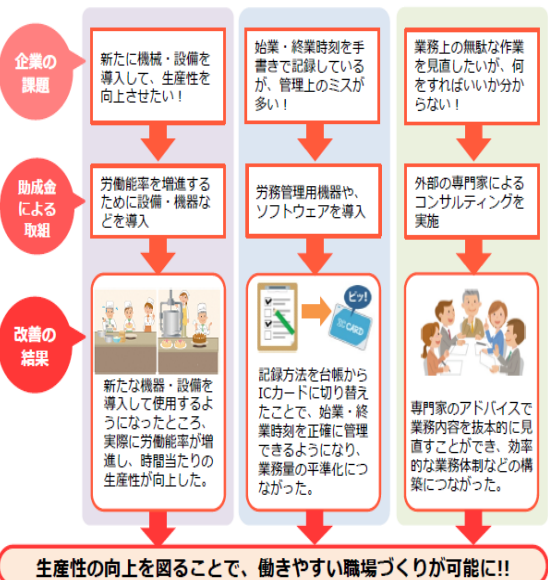 企業の
課題
新たに機械・設備を
導入して、生産性を
向上させたい！
始業・終業時刻を手
書きで記録している
が、管理上のミスが
多い！
業務上の無駄な作業
を見直したいが、何
をすればいいか分か
らない！
助成金
による
取組
労働能率を増進する
ために設備・機器な
どを導入
労務管理用機器や、
ソフトウェアを導入
外部の専門家による
コンサルティングを
実施
改善の
結果
新たな機器・設備を
導入して使用するよ
うになったところ、
実際に労働能率が増
進し、時間当たりの
生産性が向上した。
ピッ!
IC CARD
記録方法を台帳から
ICカードに切り替え
たことで、始業・終
業時刻を正確に管理
できるようになり、
業務量の平準化につ
ながった。
専門家のアドバイスで
業務内容を抜本的に見
直すことができ、効率
的な業務体制などの構
築につながった。
生産性の向上を図ることで、働きやすい職場づくりが可能に!!